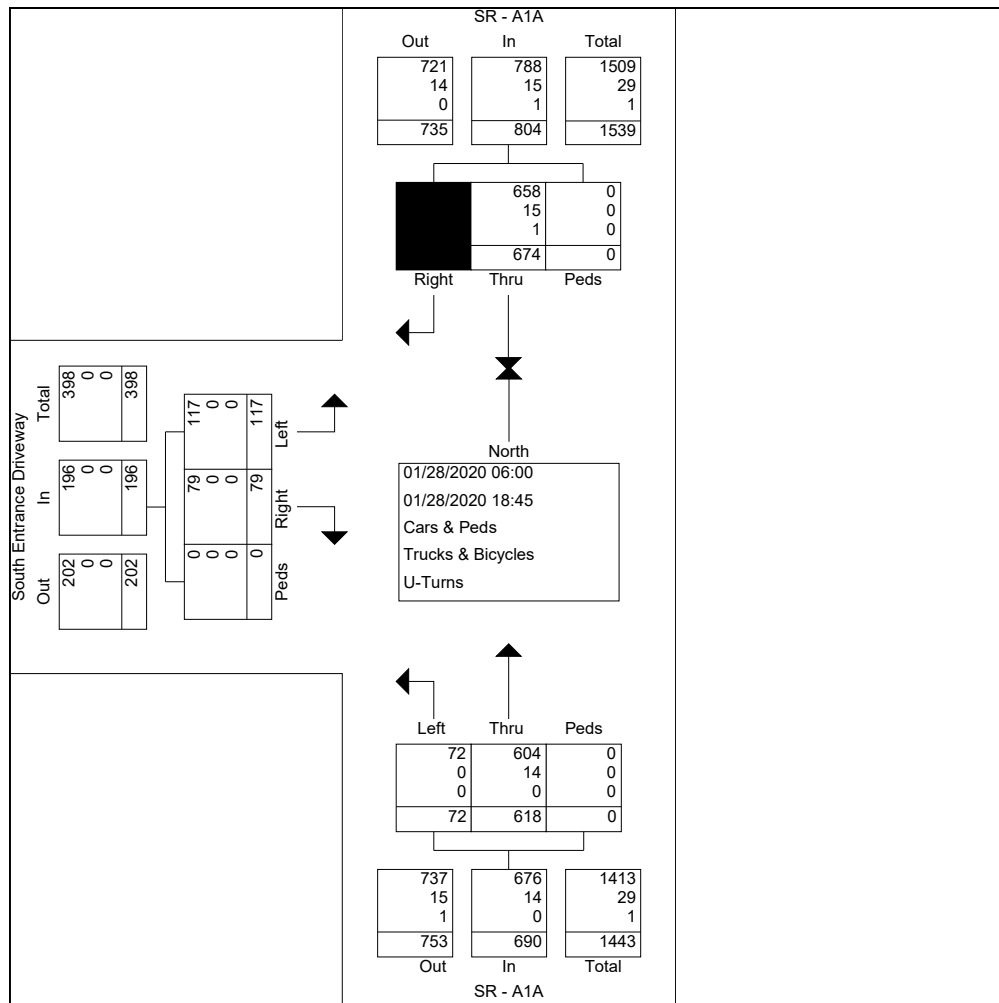 SR - A1A
Out In Total
721 788 1509
14 15 29
0 1 1
735 804 1539
658 0
15 0
1 0
674 0
Right Thru Peds
South Entrance Driveway
Total
398 0 0 398
In
196 0 0 196
Out
202 0 0 202
117 0 0 117
Left
79 0 0 79
Right
0 0 0 0
Peds
North
01/28/2020 06:00
01/28/2020 18:45
Cars & Peds
Trucks & Bicycles
U-Turns
Left Thru Peds
72 604 0
0 14 0
0 0 0
72 618 0
737 676 1413
15 14 29
1 0 1
753 690 1443
Out In Total
SR - A1A